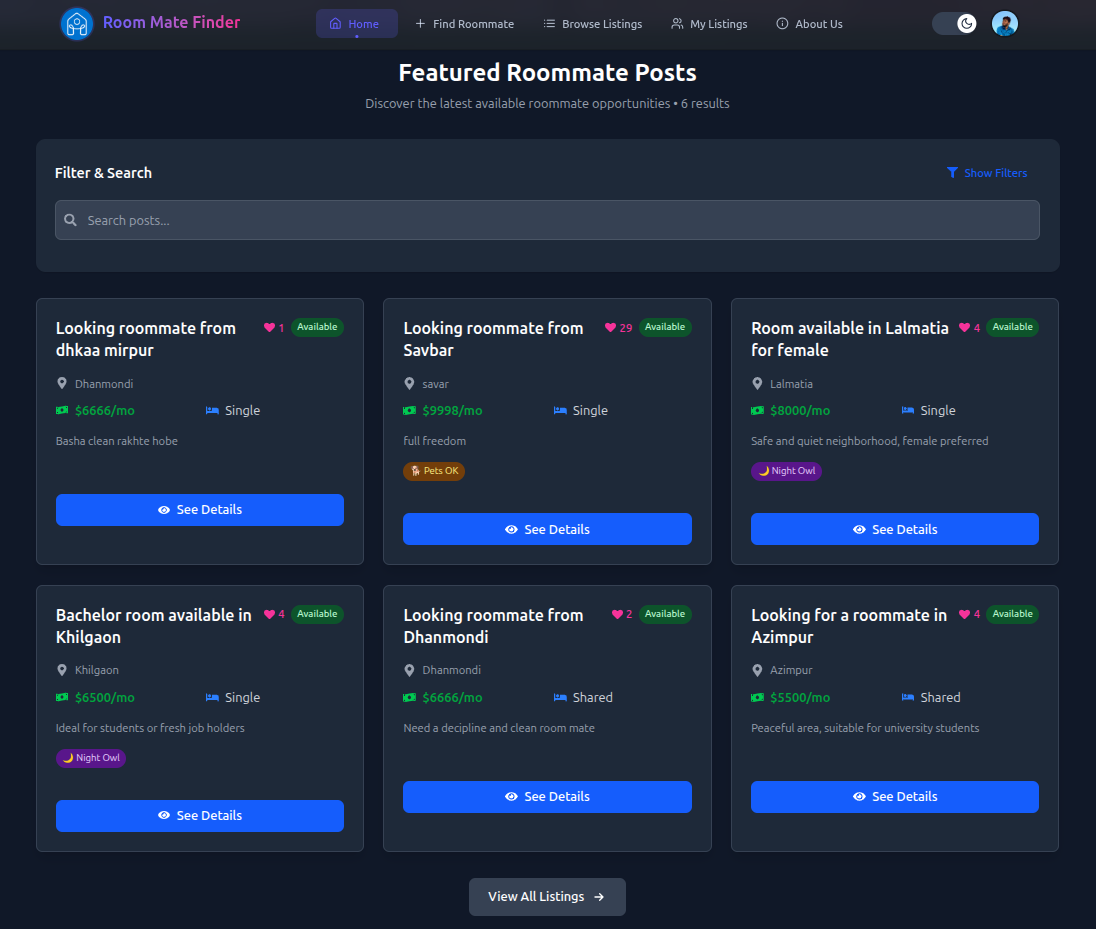 Room Mate Finder
Home
Find Roommate
Browse Listings
My Listings
About Us
Featured Roommate Posts
Discover the latest available roommate opportunities • 6 results
Filter & Search
Show Filters
Search posts...
Looking roommate from
dhkaa mirpur
1
Available
Dhanmondi
$6666/mo
Single
Basha clean rakhte hobe
See Details
Looking roommate from
Savbar
29
Available
savar
$9998/mo
Single
full freedom
Pets OK
See Details
Room available in Lalmatia
for female
4
Available
Lalmatia
$8000/mo
Single
Safe and quiet neighborhood, female preferred
Night Owl
See Details
Bachelor room available in
Khilgaon
4
Available
Khilgaon
$6500/mo
Single
Ideal for students or fresh job holders
Night Owl
See Details
Looking roommate from
Dhanmondi
2
Available
Dhanmondi
$6666/mo
Shared
Need a decipline and clean room mate
See Details
Looking for a roommate in
Azimpur
4
Available
Azimpur
$5500/mo
Shared
Peaceful area, suitable for university students
See Details
View All Listings